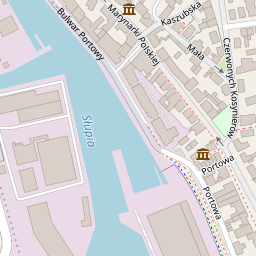 Bulwar Portowy
Marynarki Polskiej
Kaszubska
Mała
Czerwonych Kosynierów
Słupia
Portowa
Portowa